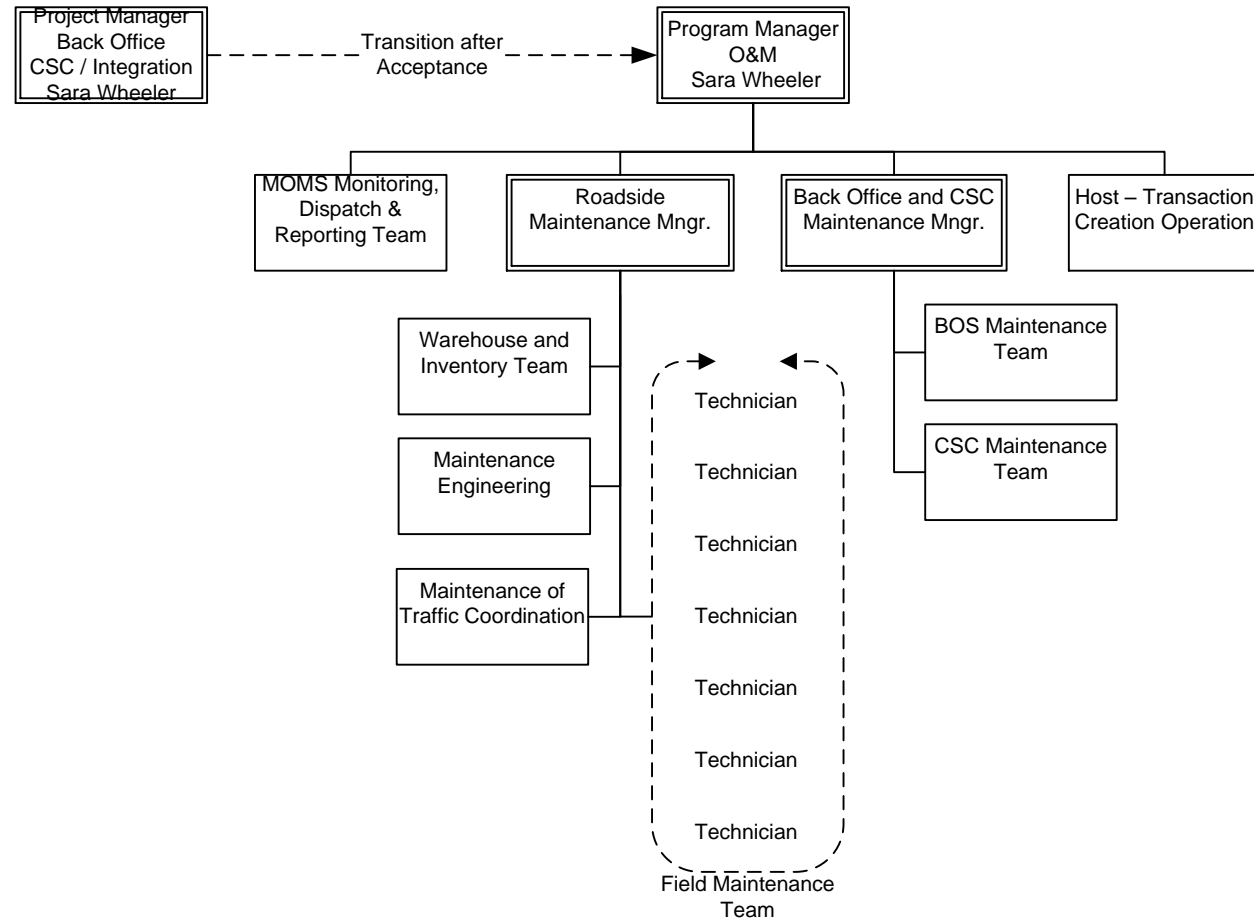 Project Manager
Back Office
CSC / Integration
Sara Wheeler
Transition after
Acceptance
Program Manager
O&M
Sara Wheeler
MOMS Monitoring,
Dispatch &
Reporting Team
Roadside
Maintenance Mngr.
Back Office and CSC
Maintenance Mngr.
Host – Transaction
Creation Operation
Warehouse and
Inventory Team
Maintenance
Engineering
Maintenance of
Traffic Coordination
Technician
Technician
Technician
Technician
Technician
Technician
Technician
Field Maintenance
Team
BOS Maintenance
Team
CSC Maintenance
Team